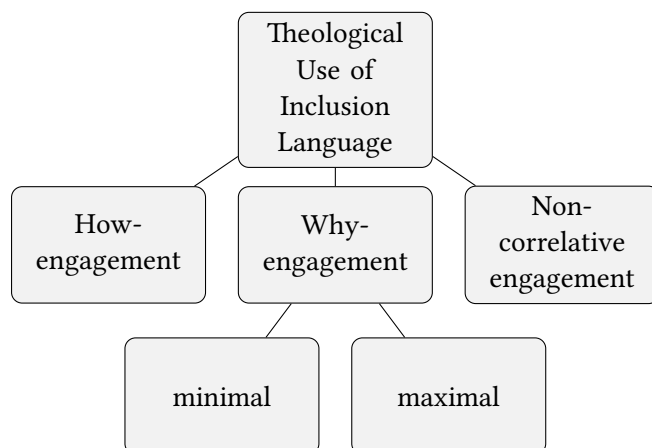 Theological
Use of
Inclusion
Language
How-
engagement
Why-
engagement
Non-
correlative
engagement
minimal
maximal